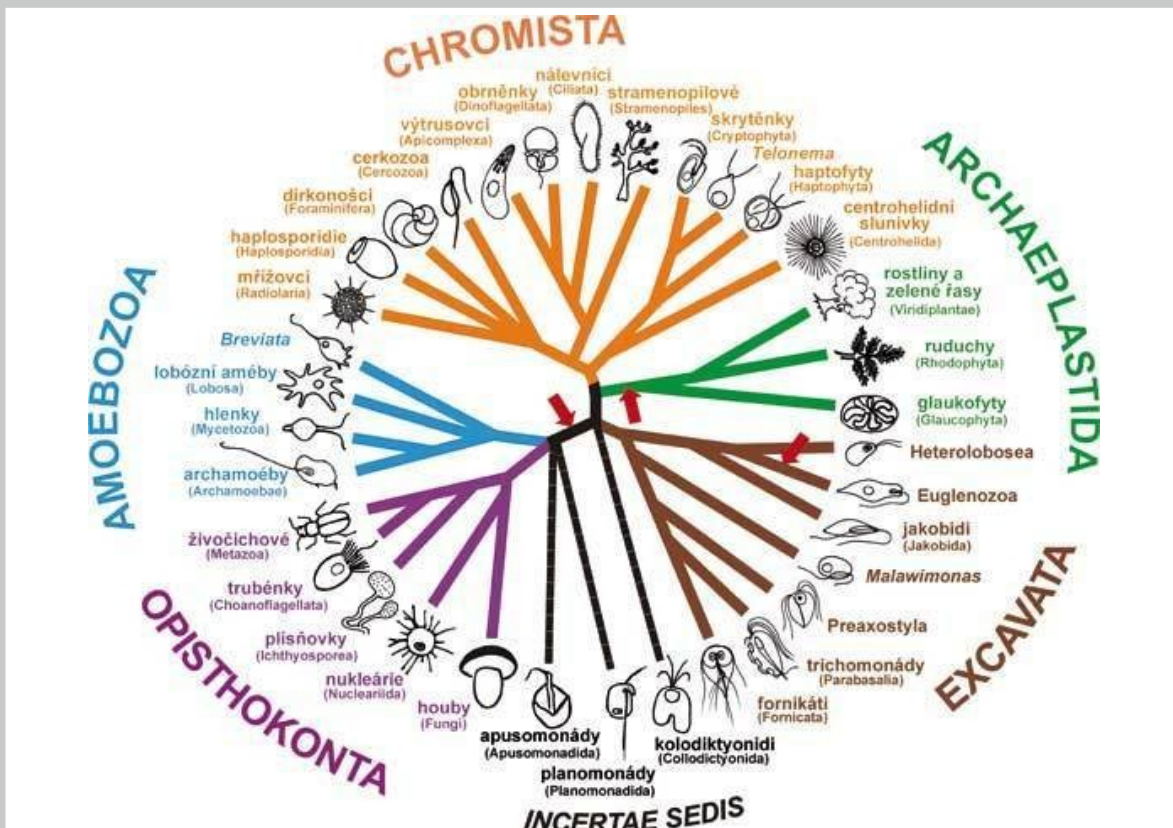 CHROMISTA
nálevníci
(Ciliata)
obrněnky
(Dinoflagellata)
výtrusovci
(Apicomplexa)
cerkozoa
(Cercozoa)
dírkonošci
(Foraminifera)
haplosporidie
(Haplosporidia)
mřížovci
(Radiolaria)
stramenopilové
(Stramenopiles)
skrytěnky
(Cryptophyta)
Telonema
haptofyty
(Haptophyta)
centrohelidní
slunivky
(Centrohelida)
ARCHAEPLASTIDA
rostliny a
zelené řasy
(Viridiplantae)
ruduchy
(Rhodophyta)
glaukofyty
(Glaucophyta)
AMOEBOZOA
Breviata
lobózní améby
(Lobosa)
hlenky
(Mycetozoa)
archamoéby
(Archamoebae)
EXCAVATA
Heterolobosea
Euglenozoa
jakobidi
(Jakobida)
Malawimonas
Preaxostyla
trichomonády
(Parabasalia)
fornikáti
(Fornicata)
OPISTHOKONTA
živočichové
(Metazoa)
trubénky
(Choanoflagellata)
plísňovky
(Ichthyosporea)
nukleárie
(Nucleariida)
houby
(Fungi)
apusomonády
(Apusomonadida)
planomonády
(Planomonadida)
kolodiktyonidi
(Collodictyonida)
INCERTAE SEDIS